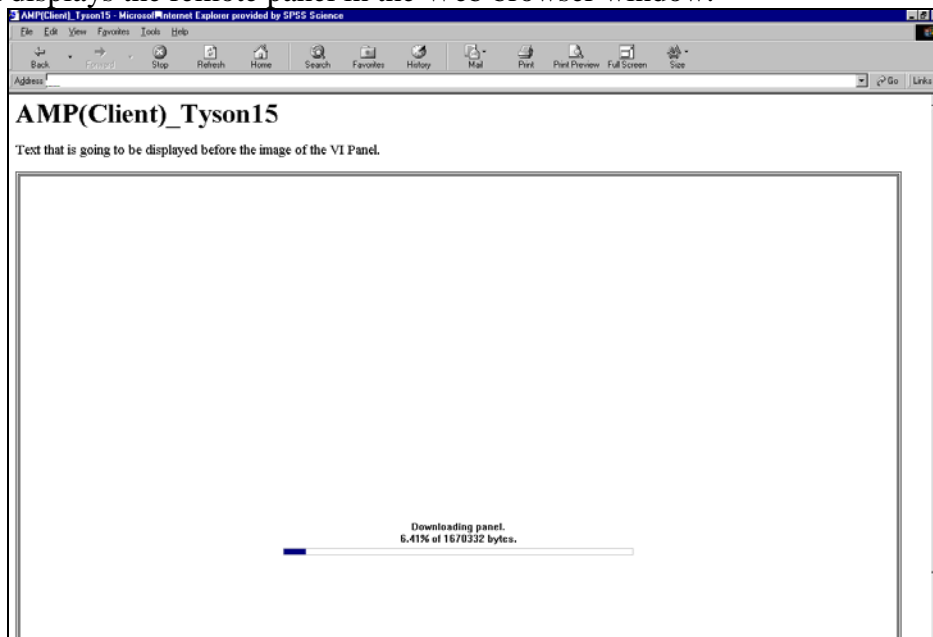 displays the remote panel in the Web browser window.
AMP(Client)_Tyson15 - Microsoft Internet Explorer provided by SPSS Science
File Edit View Favorites Tools Help
Back Forward Stop Refresh Home Search Favorites History Mail Print Print Preview Full Screen Size
Address Go Links
AMP(Client)_Tyson15
Text that is going to be displayed before the image of the VI Panel.
Downloading panel.
6.41% of 1670332 bytes.